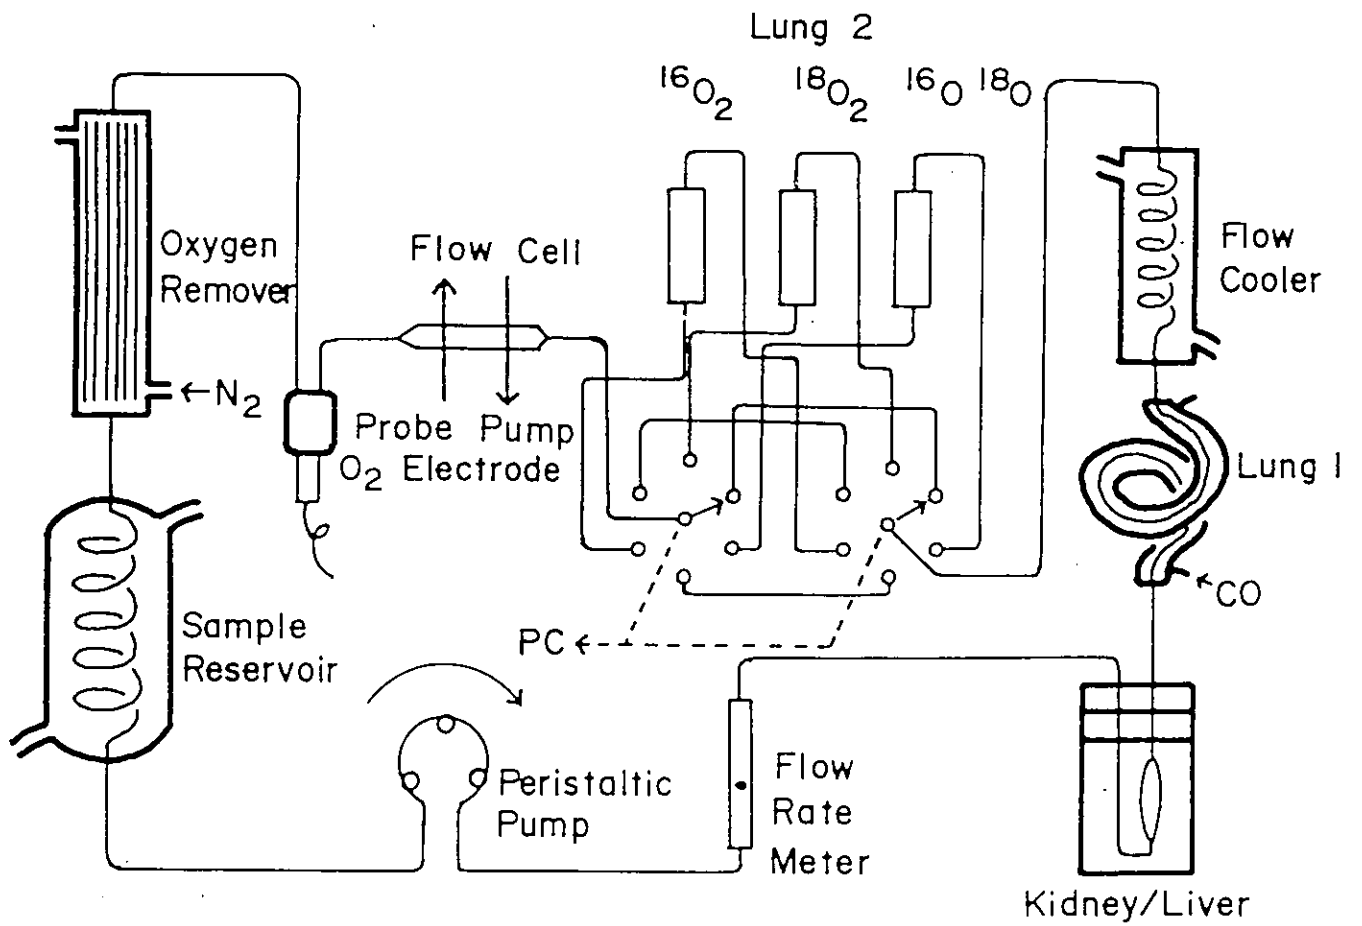 Lung 2
16O2 18O2 16O 18O
Oxygen
Remover
←N2
Flow Cell
Probe Pump
O2 Electrode
Flow
Cooler
Lung 1
←CO
PC
Sample
Reservoir
Peristaltic
Pump
Flow
Rate
Meter
Kidney/Liver